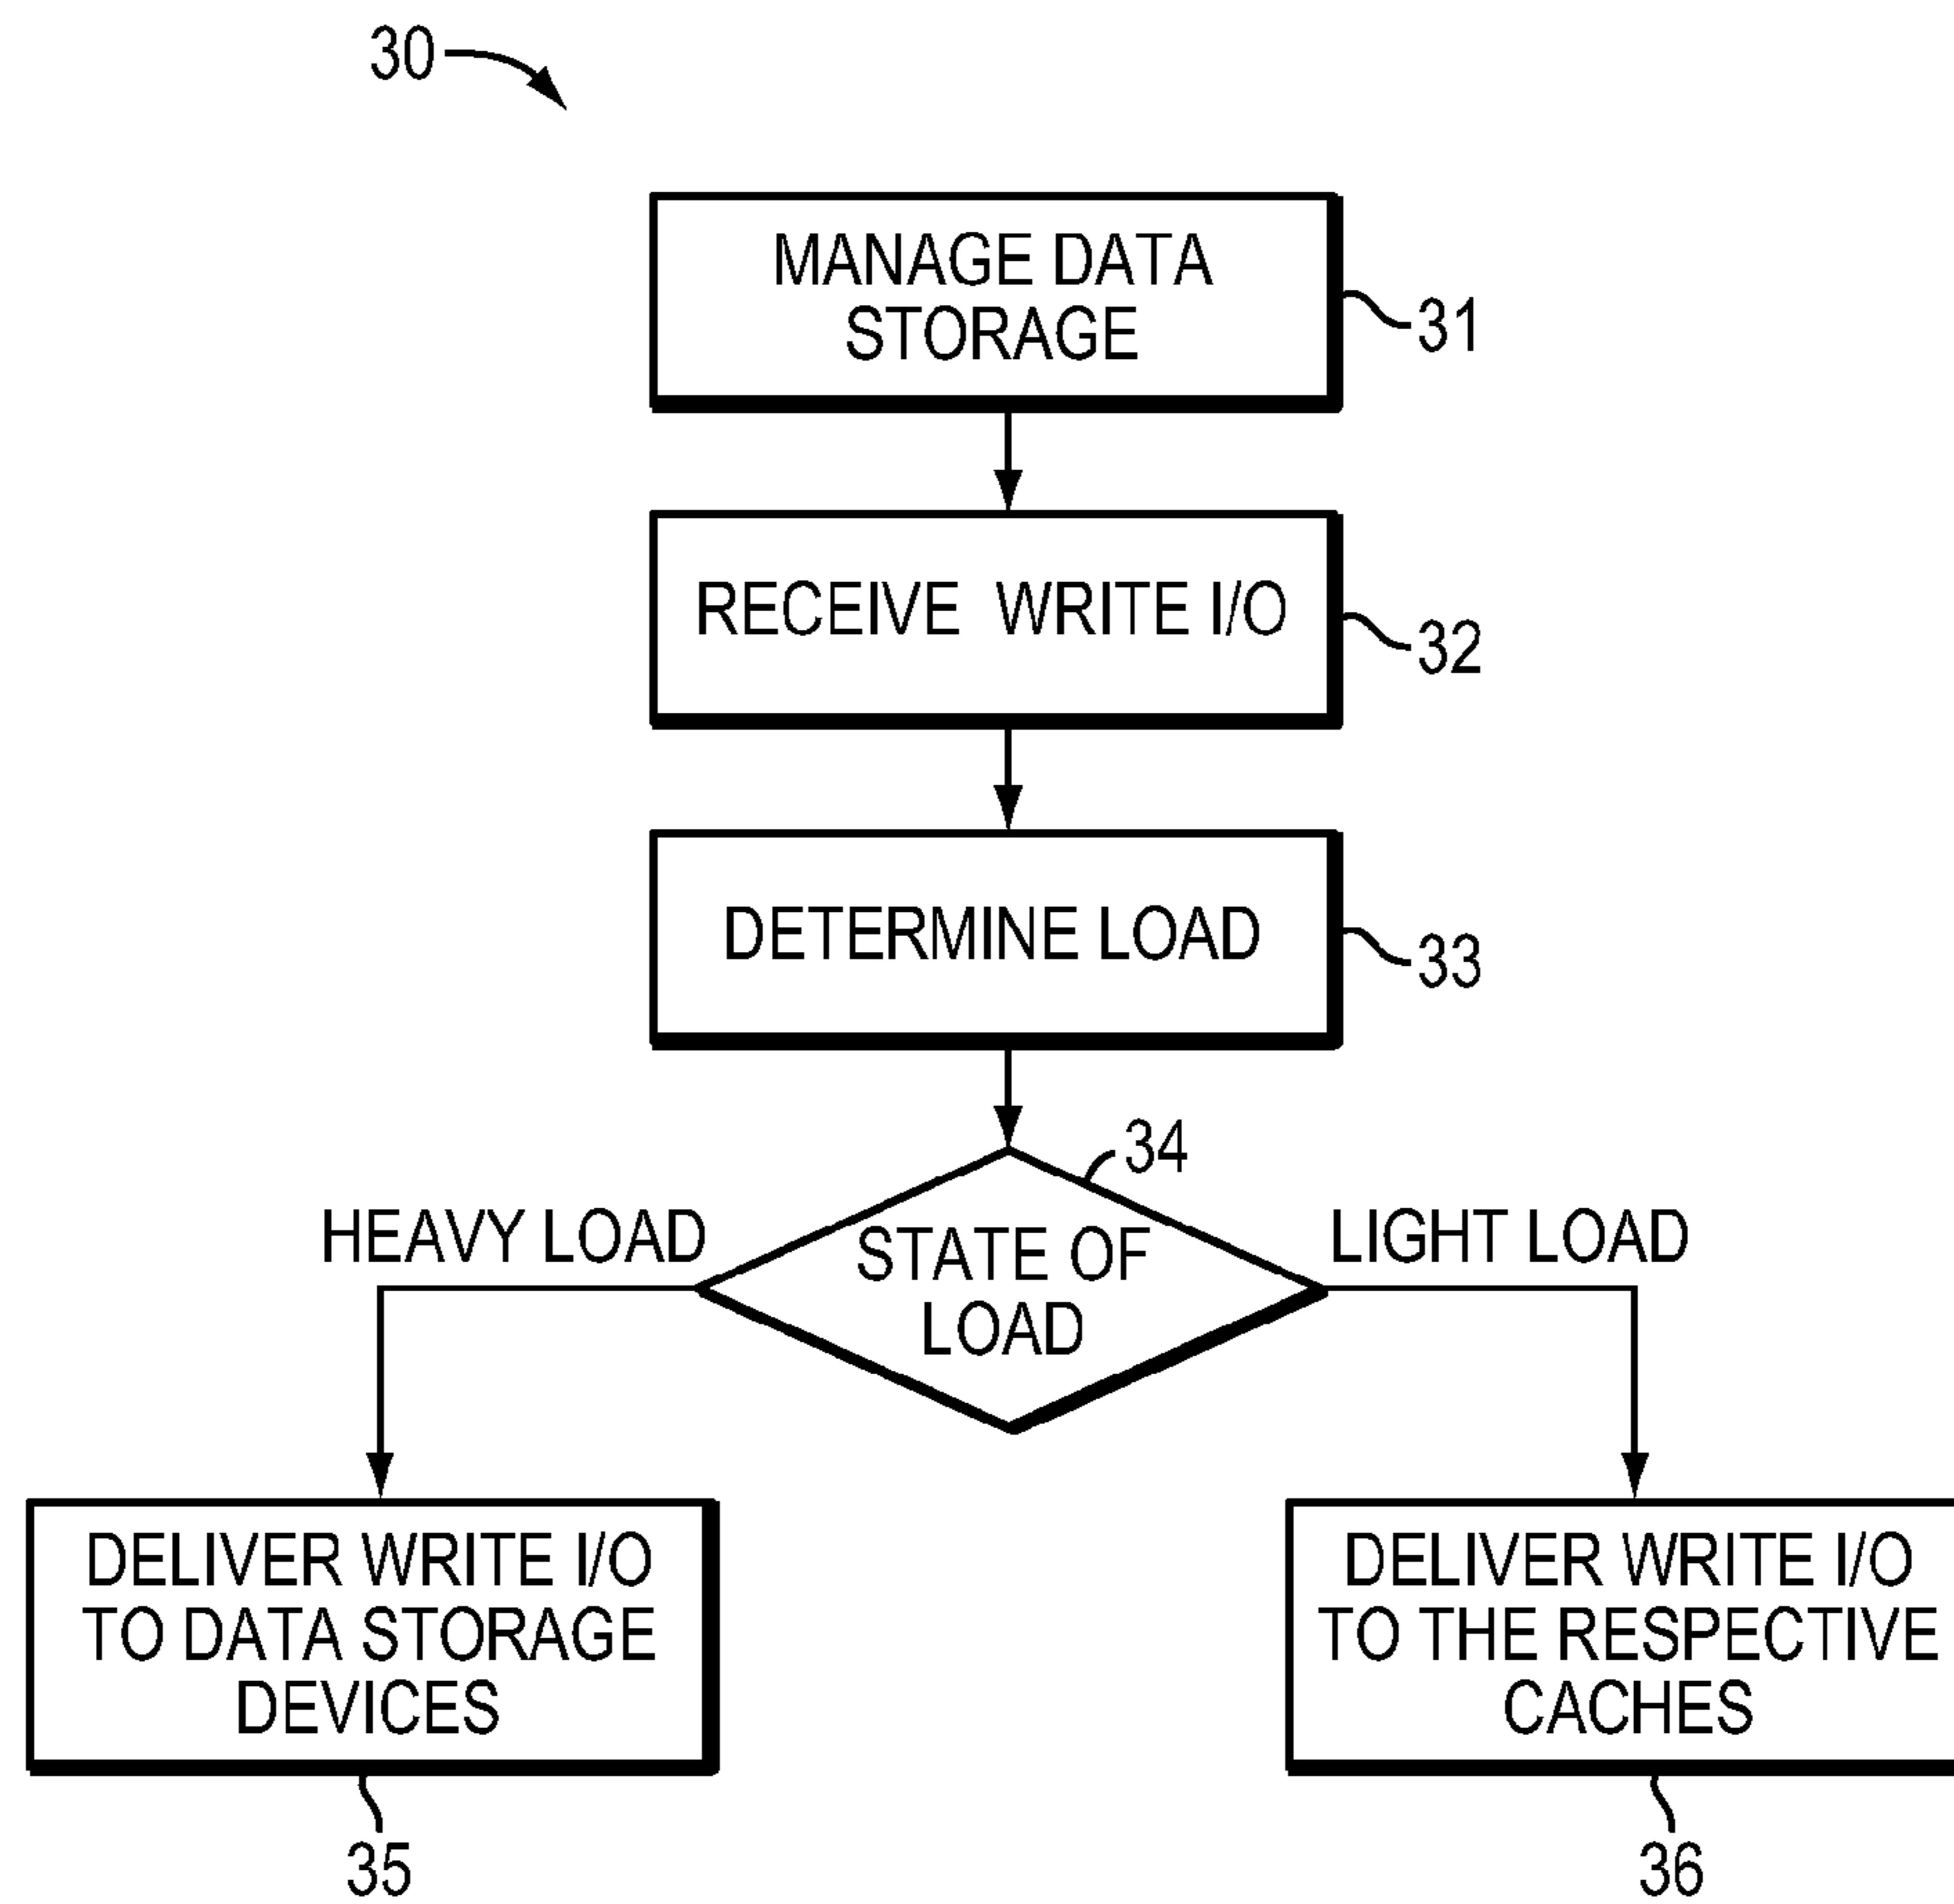 30
MANAGE DATA
STORAGE
31
RECEIVE WRITE I/O
32
DETERMINE LOAD
33
34
HEAVY LOAD
STATE OF
LOAD
LIGHT LOAD
DELIVER WRITE I/O
TO DATA STORAGE
DEVICES
35
DELIVER WRITE I/O
TO THE RESPECTIVE
CACHES
36